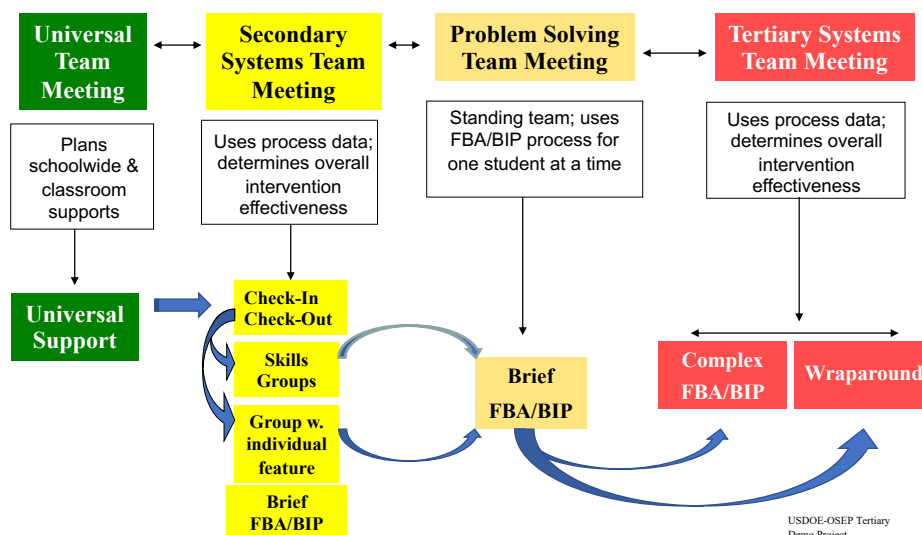 Universal
Team
Meeting
Secondary
Systems Team
Meeting
Problem Solving
Team Meeting
Tertiary Systems
Team Meeting
Plans
schoolwide &
classroom
supports
Uses process data;
determines overall
intervention
effectiveness
Standing team; uses
FBA/BIP process for
one student at a time
Uses process data;
determines overall
intervention
effectiveness
Universal
Support
Check-In
Check-Out
Skills
Groups
Group w.
individual
feature
Brief
FBA/BIP
Brief
FBA/BIP
Complex
FBA/BIP
Wraparound
USDOE-OSEP Tertiary
Demo Project